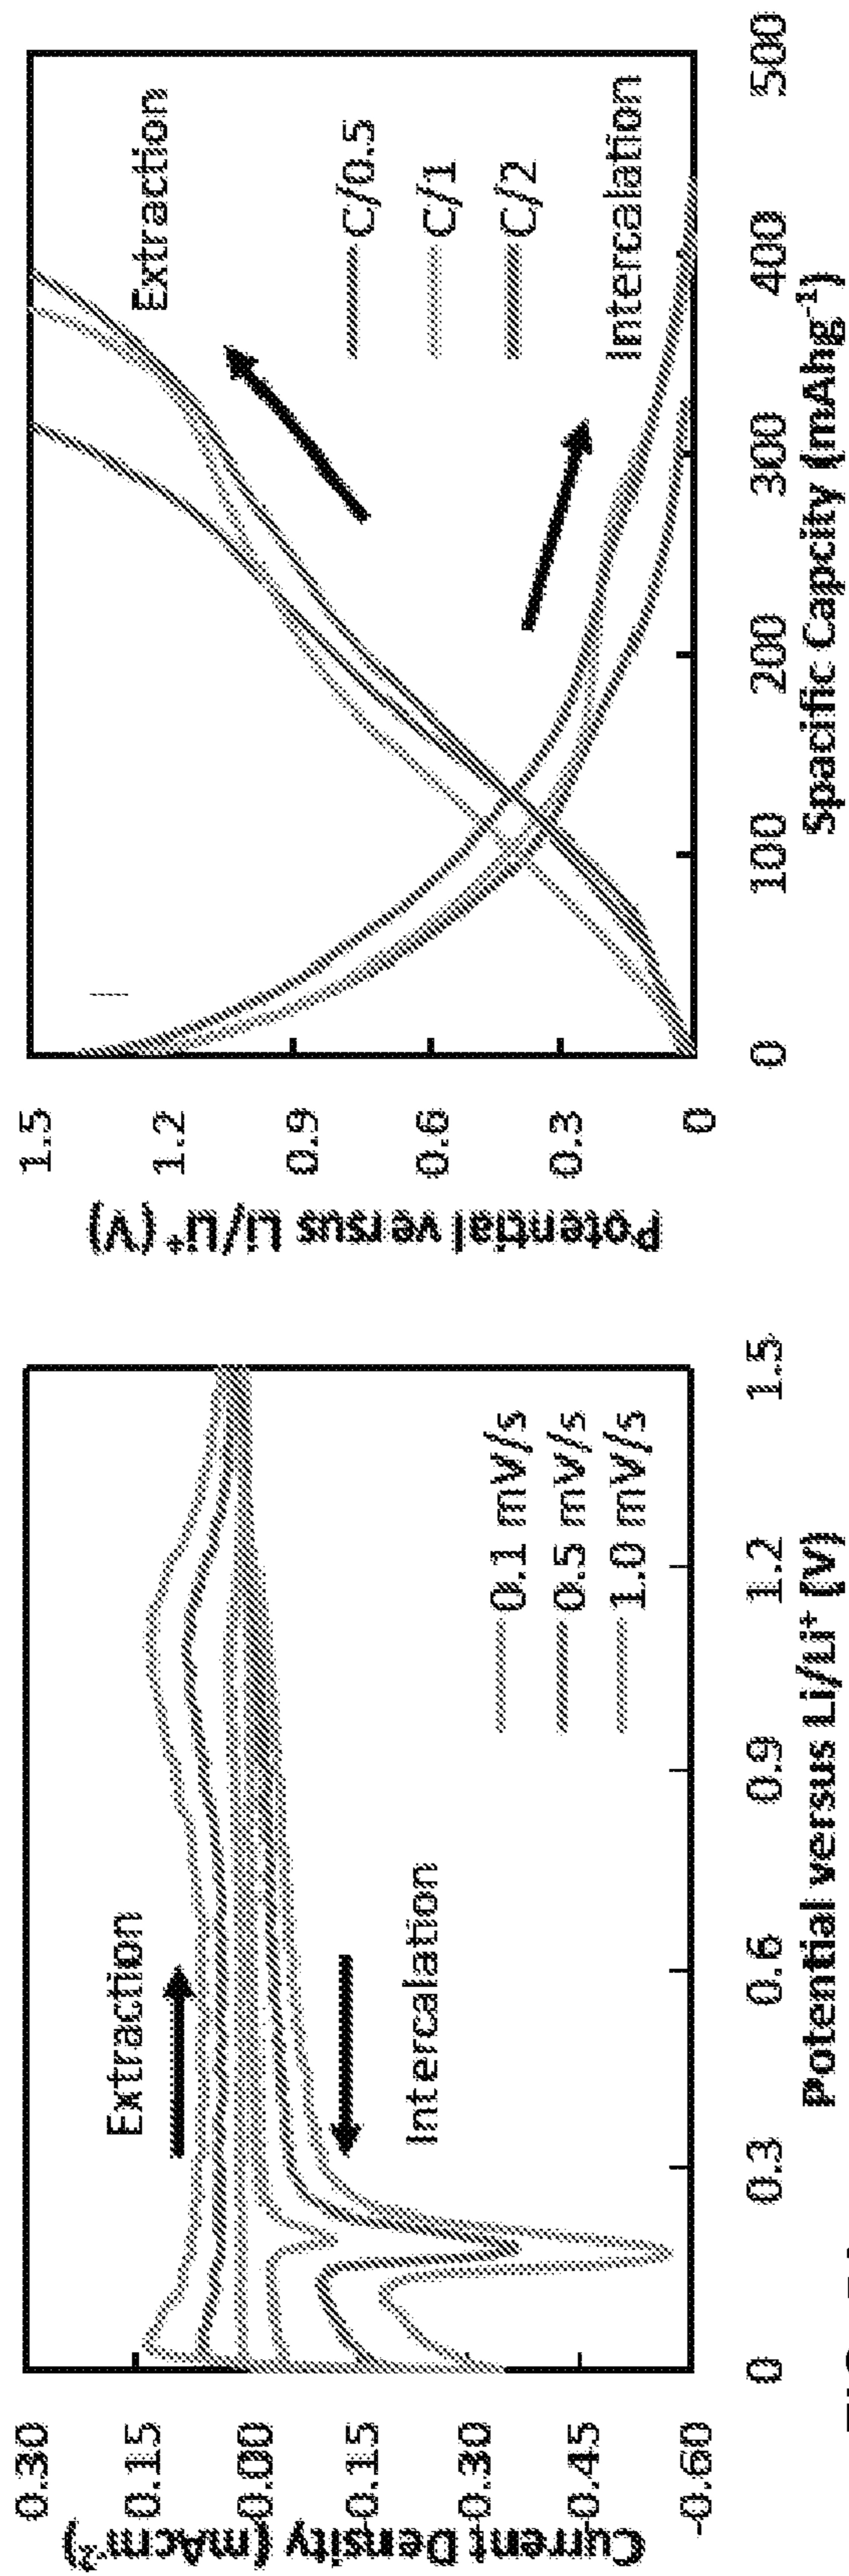 Current Density (mAcm⁻²)
0.30
0.15
0.00
-0.15
-0.30
-0.45
-0.60
Extraction
Intercalation
0.1 mV/s
0.5 mV/s
1.0 mV/s
0 0.3 0.6 0.9 1.2 1.5
Potential versus Li/Li⁺ (V)
Potential versus Li/Li⁺ (V)
1.5
1.2
0.9
0.6
0.3
0
Extraction
C/0.5
C/1
C/2
Intercalation
0 100 200 300 400 500
Spacific Capcity (mAhg⁻¹)